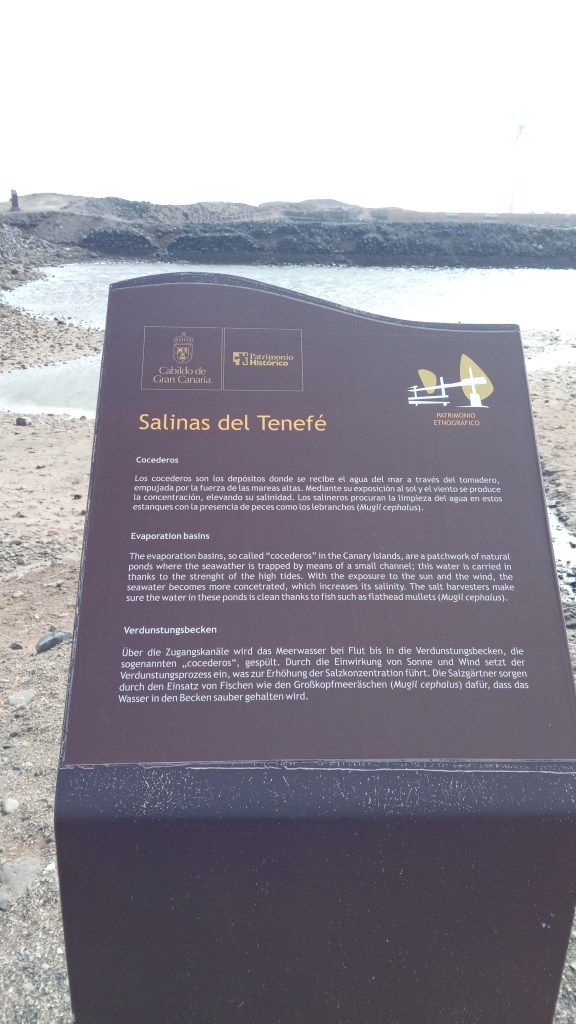 Cabildo de
Gran Canaria
Patrimonio
Histórico
PATRIMONIO
ETNOGRÁFICO
Salinas del Tenefé
Cocederos
Los cocederos son los depósitos donde se recibe el agua del mar a través del tomadero,
empujada por la fuerza de las mareas altas. Mediante su exposición al sol y el viento se produce
la concentración, elevando su salinidad. Los salineros procuran la limpieza del agua en estos
estanques con la presencia de peces como los lebranchos (Mugil cephalus).
Evaporation basins
The evaporation basins, so called "cocederos" in the Canary Islands, are a patchwork of natural
ponds where the seawather is trapped by means of a small channel; this water is carried in
thanks to the strenght of the high tides. With the exposure to the sun and the wind, the
seawater becomes more concetrated, which increases its salinity. The salt harvesters make
sure the water in these ponds is clean thanks to fish such as flathead mullets (Mugil cephalus).
Verdunstungsbecken
Über die Zugangskanäle wird das Meerwasser bei Flut bis in die Verdunstungsbecken, die
sogenannten „cocederos", gespült. Durch die Einwirkung von Sonne und Wind setzt der
Verdunstungsprozess ein, was zur Erhöhung der Salzkonzentration führt. Die Salzgärtner sorgen
durch den Einsatz von Fischen wie den Großkopfmeeräschen (Mugil cephalus) dafür, dass das
Wasser in den Becken sauber gehalten wird.